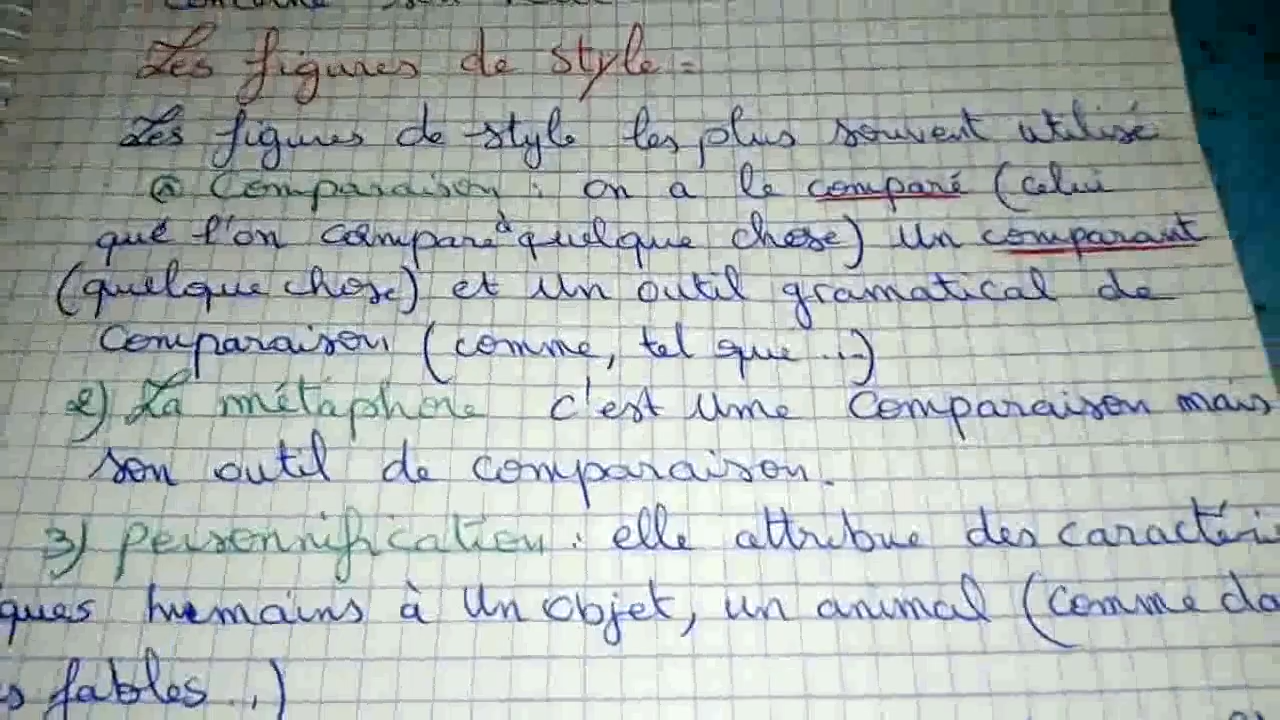 Les figures de style =
Les figures de style les plus souvent utilisé
Comparaison : on a le comparé (celui
que l'on compare à quelque chose) un comparant
(quelque chose) et un outil gramatical de
Comparaison (comme, tel que ...)
2) La métaphore c'est une comparaison mais
son outil de comparaison.
3) personnification : elle attribue des caractéri
ques humains à un objet, un animal (comme da
s fables ..)